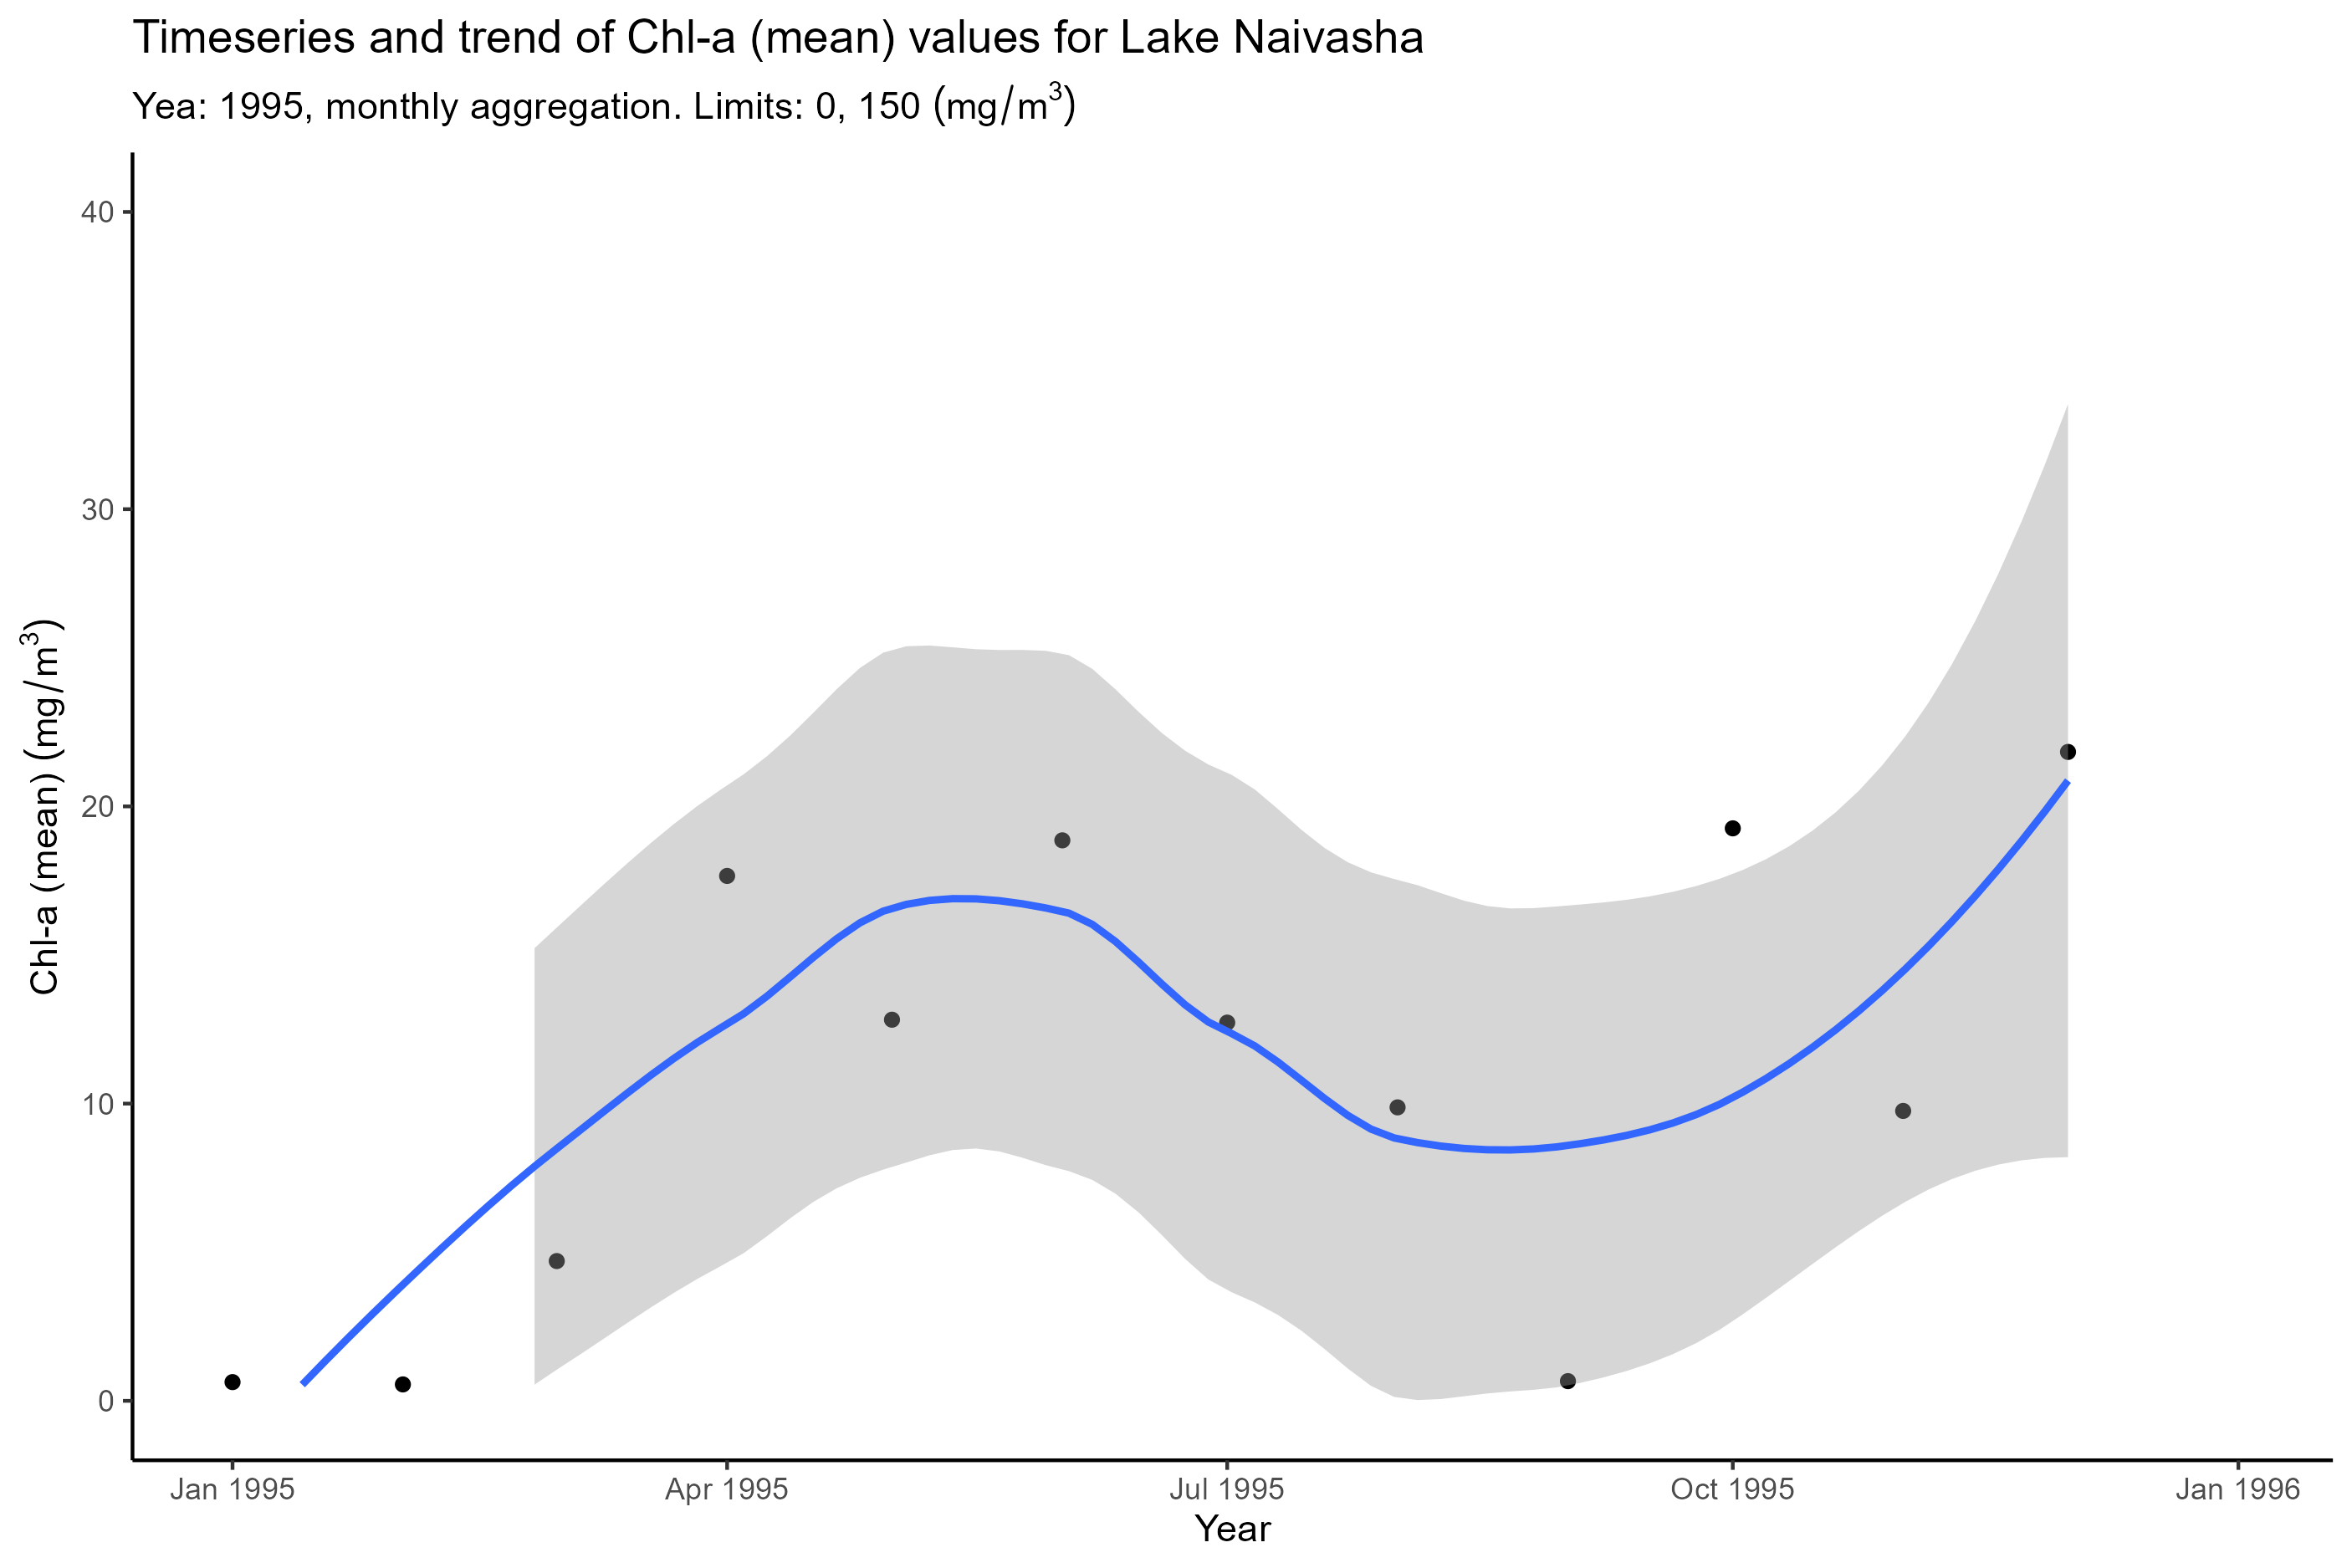 Timeseries and trend of Chl-a (mean) values for Lake Naivasha
Yea: 1995, monthly aggregation. Limits: 0, 150 (mg/m³)
Chl-a (mean) (mg/m³)
40
30
20
10
0
Jan 1995
Apr 1995
Jul 1995
Oct 1995
Jan 1996
Year